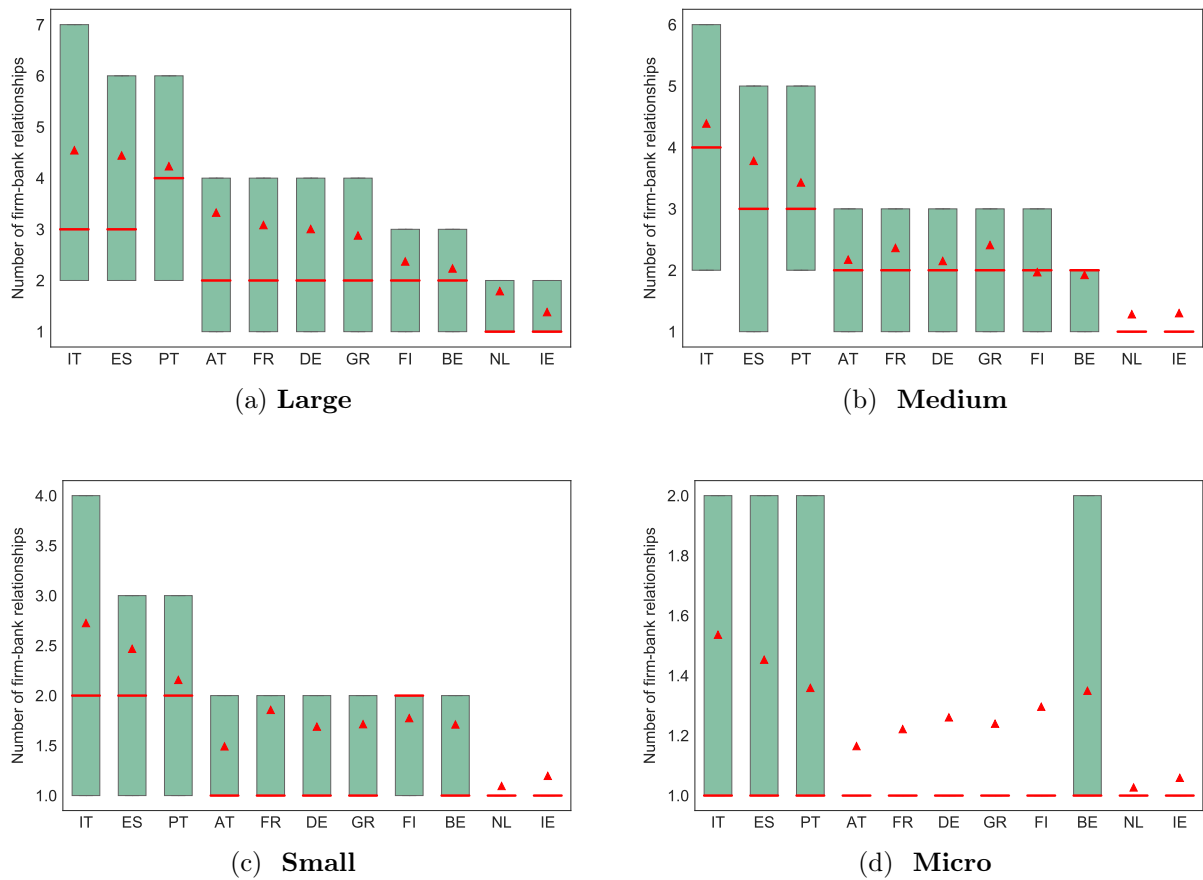 Number of firm-bank relationships
7
6
5
4
3
2
1
IT ES PT AT FR DE GR FI BE NL IE
(a) Large
Number of firm-bank relationships
6
5
4
3
2
1
IT ES PT AT FR DE GR FI BE NL IE
(b) Medium
Number of firm-bank relationships
4.0
3.5
3.0
2.5
2.0
1.5
1.0
IT ES PT AT FR DE GR FI BE NL IE
(c) Small
Number of firm-bank relationships
2.0
1.8
1.6
1.4
1.2
1.0
IT ES PT AT FR DE GR FI BE NL IE
(d) Micro